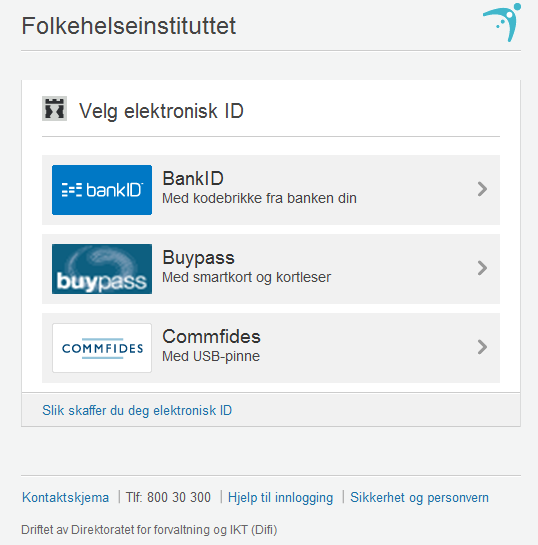 Folkehelseinstituttet
Velg elektronisk ID
bankID
BankID
Med kodebrikke fra banken din
buypass
Buypass
Med smartkort og kortleser
COMMFIDES
Commfides
Med USB-pinne
Slik skaffer du deg elektronisk ID
Kontaktskjema | Tlf: 800 30 300 | Hjelp til innlogging | Sikkerhet og personvern
Driftet av Direktoratet for forvaltning og IKT (Difi)